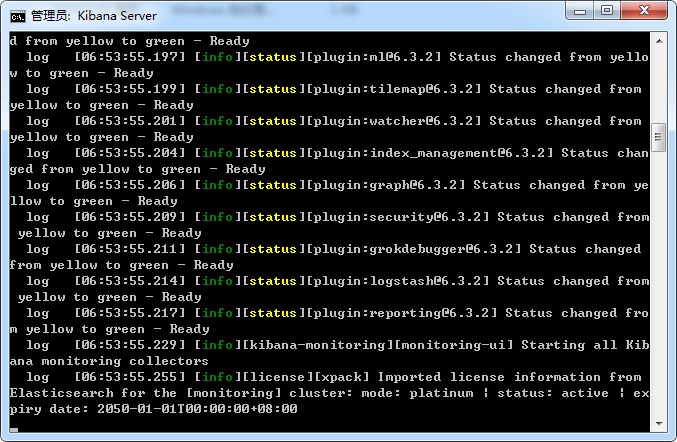 管理员: Kibana Server
d from yellow to green - Ready
log [06:53:55.197] [info][status][plugin:ml@6.3.2] Status changed from yello
w to green - Ready
log [06:53:55.199] [info][status][plugin:tilemap@6.3.2] Status changed from
yellow to green - Ready
log [06:53:55.201] [info][status][plugin:watcher@6.3.2] Status changed from
yellow to green - Ready
log [06:53:55.204] [info][status][plugin:index_management@6.3.2] Status chan
ged from yellow to green - Ready
log [06:53:55.206] [info][status][plugin:graph@6.3.2] Status changed from ye
llow to green - Ready
log [06:53:55.209] [info][status][plugin:security@6.3.2] Status changed from
yellow to green - Ready
log [06:53:55.211] [info][status][plugin:grokdebugger@6.3.2] Status changed
from yellow to green - Ready
log [06:53:55.214] [info][status][plugin:logstash@6.3.2] Status changed from
yellow to green - Ready
log [06:53:55.217] [info][status][plugin:reporting@6.3.2] Status changed fro
m yellow to green - Ready
log [06:53:55.229] [info][kibana-monitoring][monitoring-ui] Starting all Kib
ana monitoring collectors
log [06:53:55.255] [info][license][xpack] Imported license information from
Elasticsearch for the [monitoring] cluster: mode: platinum | status: active | ex
piry date: 2050-01-01T00:00:00+08:00